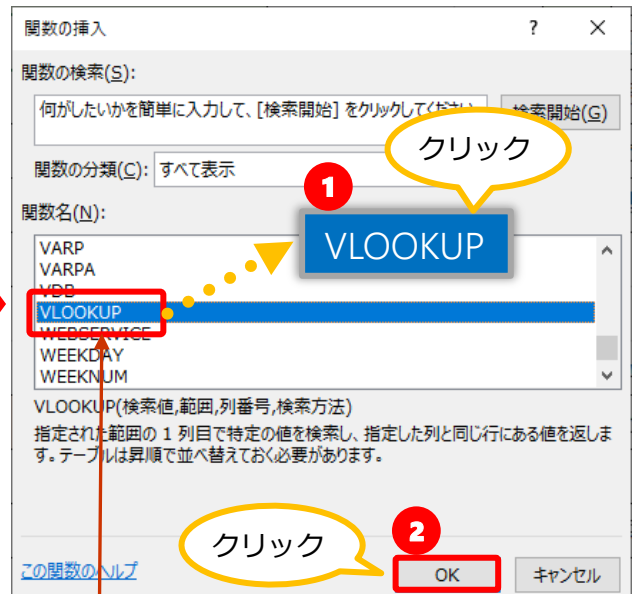 関数の挿入 ? ×
関数の検索(S):
何がしたいかを簡単に入力して、[検索開始] をクリックしてください
検索開始(G)
クリック
関数の分類(C): すべて表示
1
関数名(N):
VLOOKUP
VARP
VARPA
VDB
VLOOKUP
WEBSERVICE
WEEKDAY
WEEKNUM
VLOOKUP(検索値,範囲,列番号,検索方法)
指定された範囲の 1 列目で特定の値を検索し、指定した列と同じ行にある値を返しま
す。テーブルは昇順で並べ替えておく必要があります。
クリック
2
この関数のヘルプ
OK
キャンセル